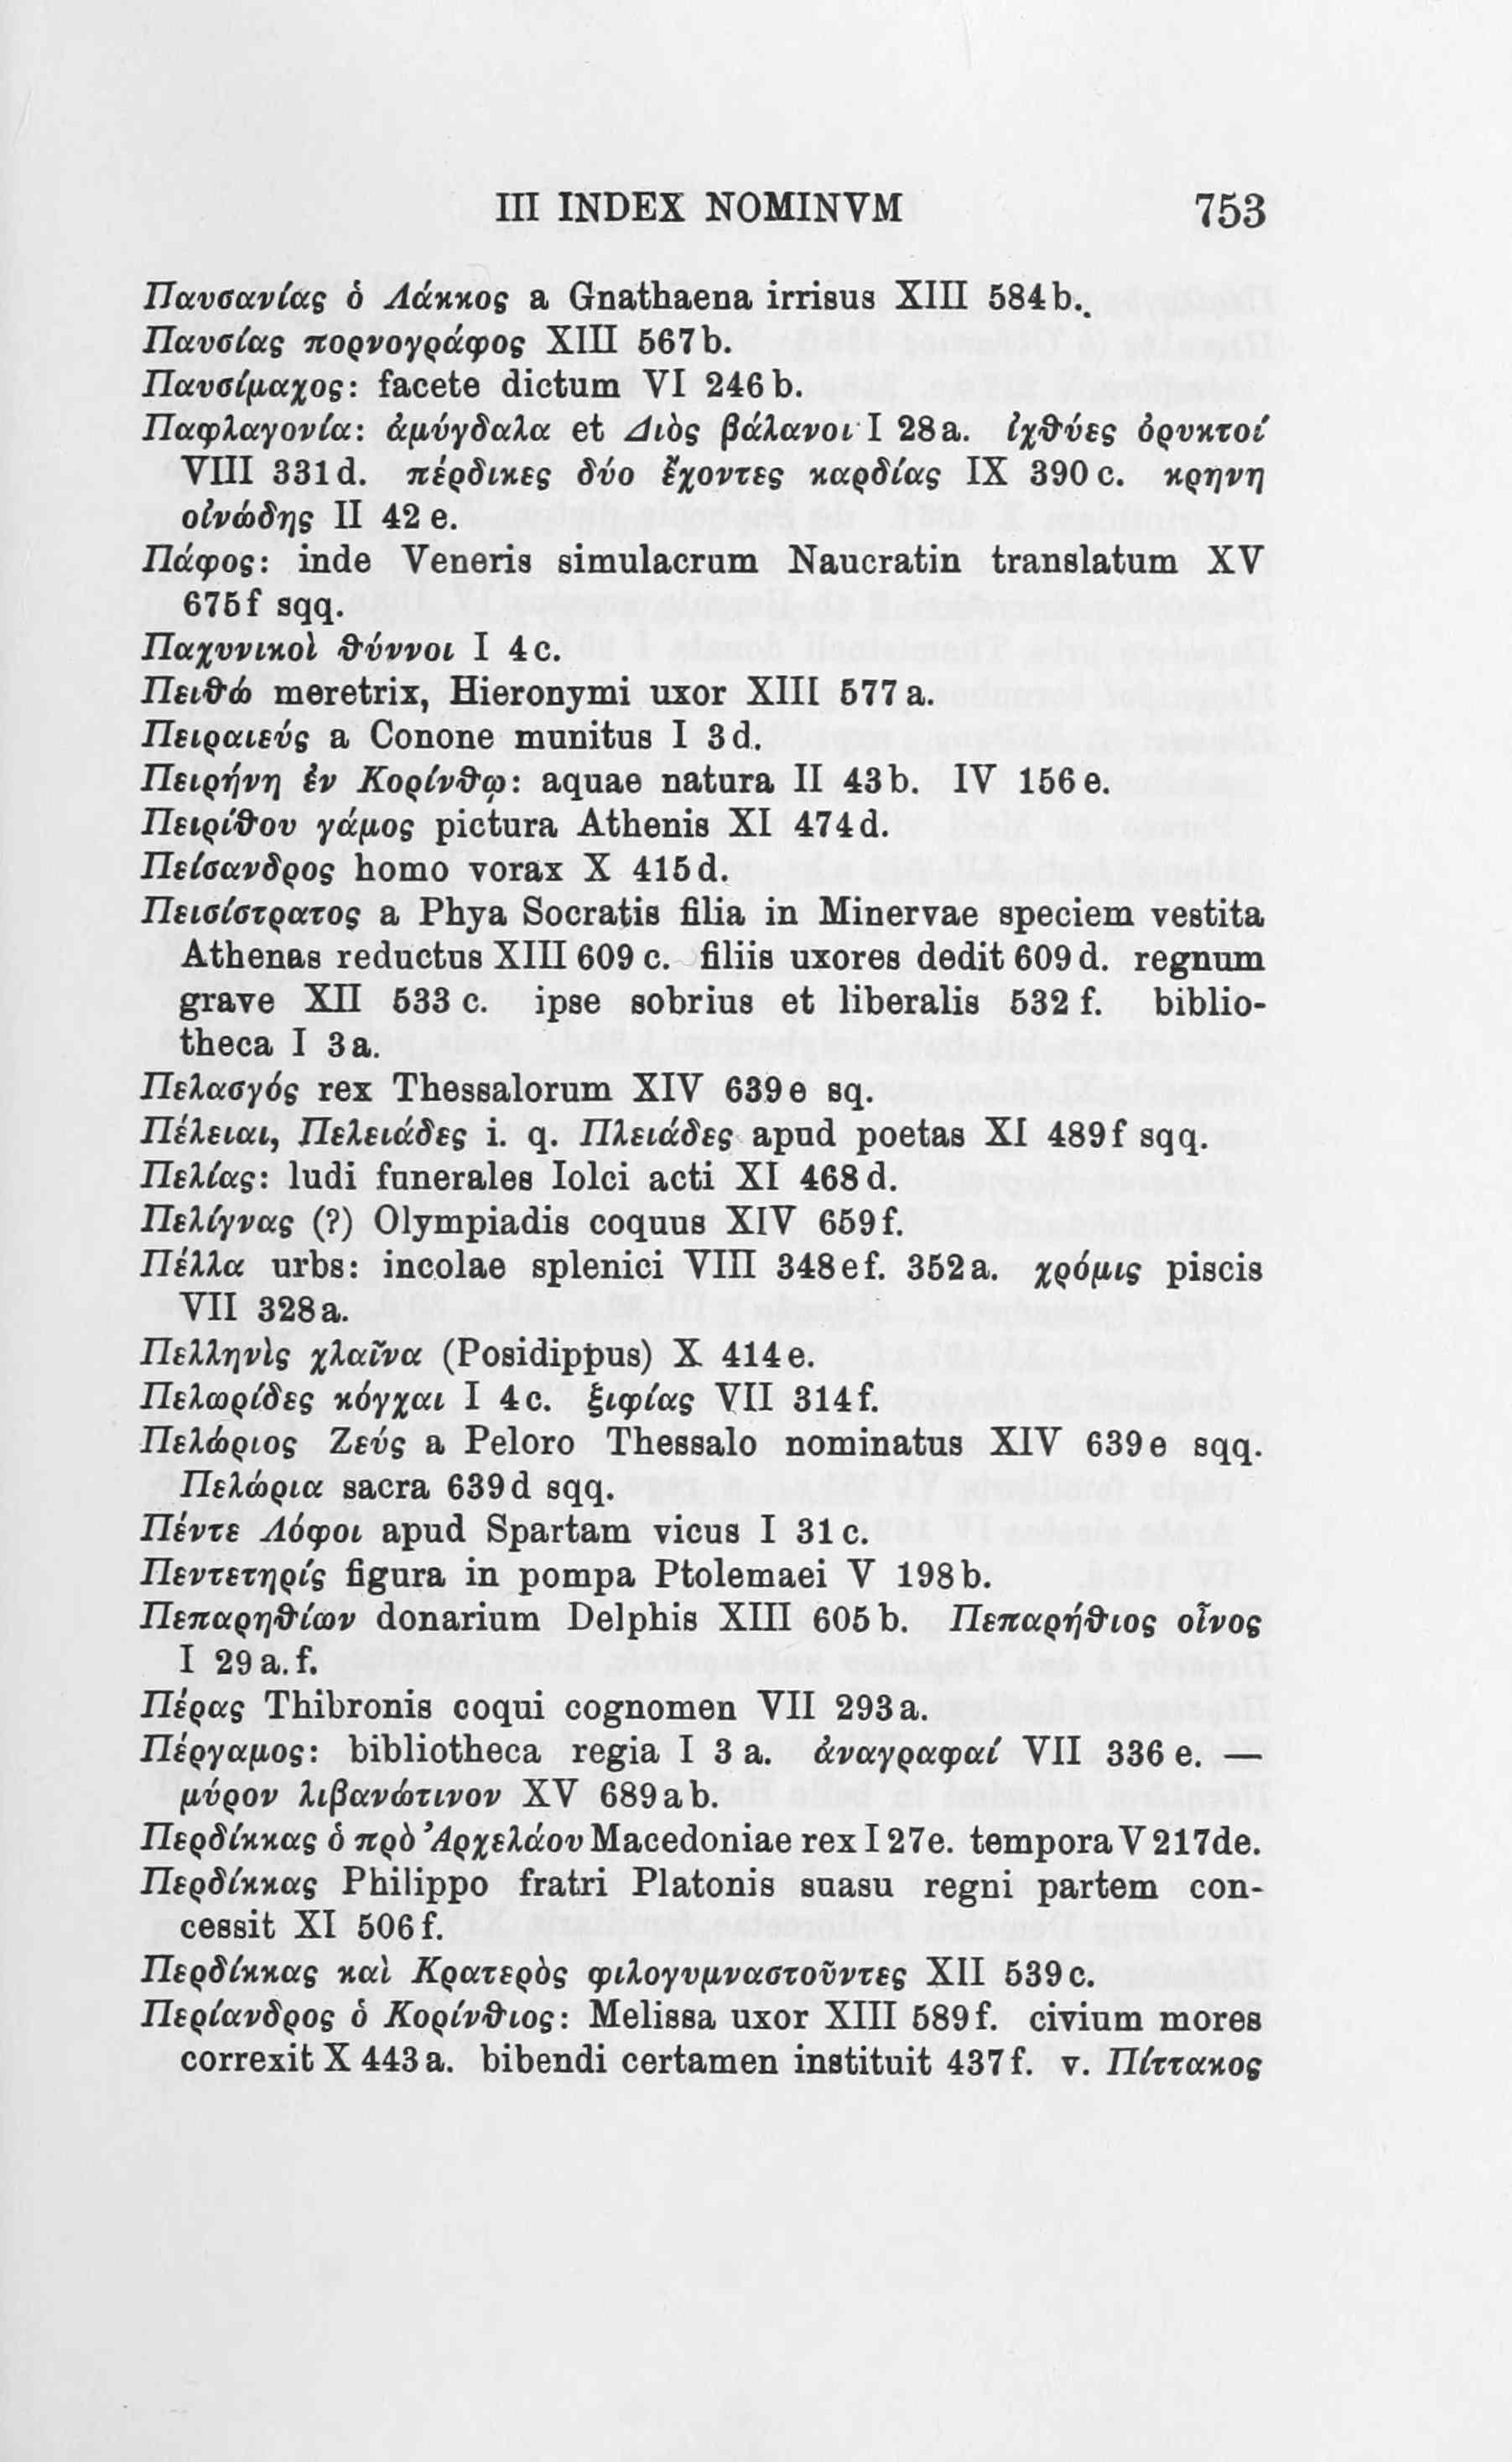 III INDEX NOMINVM 753
Παυσανίας ὁ Λάκκος a Gnathaena irrisus XIII 584b.
Παυσίας πορνογράφος XIII 567b.
Παυσίμαχος: facete dictum VI 246b.
Παφλαγονία: ἀμύγδαλα et Διὸς βάλανοι I 28a. ἰχθύες ὀρυκτοί
VIII 331d. πέρδικες δύο ἔχοντες καρδίας IX 390c. κρηνη
οἰνώδης II 42e.
Πάφος: inde Veneris simulacrum Naucratin translatum XV
675f sqq.
Παχυνικοὶ θύννοι I 4c.
Πειθώ meretrix, Hieronymi uxor XIII 577a.
Πειραιεύς a Conone munitus I 3d.
Πειρήνη ἐν Κορίνθῳ: aquae natura II 43b. IV 156e.
Πειρίθου γάμος pictura Athenis XI 474d.
Πείσανδρος homo vorax X 415d.
Πεισίστρατος a Phya Socratis filia in Minervae speciem vestita
Athenas reductus XIII 609c. filiis uxores dedit 609d. regnum
grave XII 533c. ipse sobrius et liberalis 532f. biblio-
theca I 3a.
Πελασγός rex Thessalorum XIV 639e sq.
Πέλειαι, Πελειάδες i. q. Πλειάδες apud poetas XI 489f sqq.
Πελίας: ludi funerales Iolci acti XI 468d.
Πελίγνας (?) Olympiadis coquus XIV 659f.
Πέλλα urbs: incolae splenici VIII 348ef. 352a. χρόμις piscis
VII 328a.
Πελληνὶς χλαῖνα (Posidippus) X 414e.
Πελωρίδες κόγχαι I 4c. ξιφίας VII 314f.
Πελώριος Ζεύς a Peloro Thessalo nominatus XIV 639e sqq.
Πελώρια sacra 639d sqq.
Πέντε Λόφοι apud Spartam vicus I 31c.
Πεντετηρίς figura in pompa Ptolemaei V 198b.
Πεπαρηθίων donarium Delphis XIII 605b. Πεπαρήθιος οἶνος
I 29a.f.
Πέρας Thibronis coqui cognomen VII 293a.
Πέργαμος: bibliotheca regia I 3a. ἀναγραφαί VII 336e. —
μύρον λιβανώτινον XV 689ab.
Περδίκκας ὁ πρὸ Ἀρχελάου Macedoniae rex I 27e. tempora V 217de.
Περδίκκας Philippo fratri Platonis suasu regni partem con-
cessit XI 506f.
Περδίκκας καὶ Κρατερὸς φιλογυμναστοῦντες XII 539c.
Περίανδρος ὁ Κορίνθιος: Melissa uxor XIII 589f. civium mores
correxit X 443a. bibendi certamen instituit 437f. v. Πίττακος